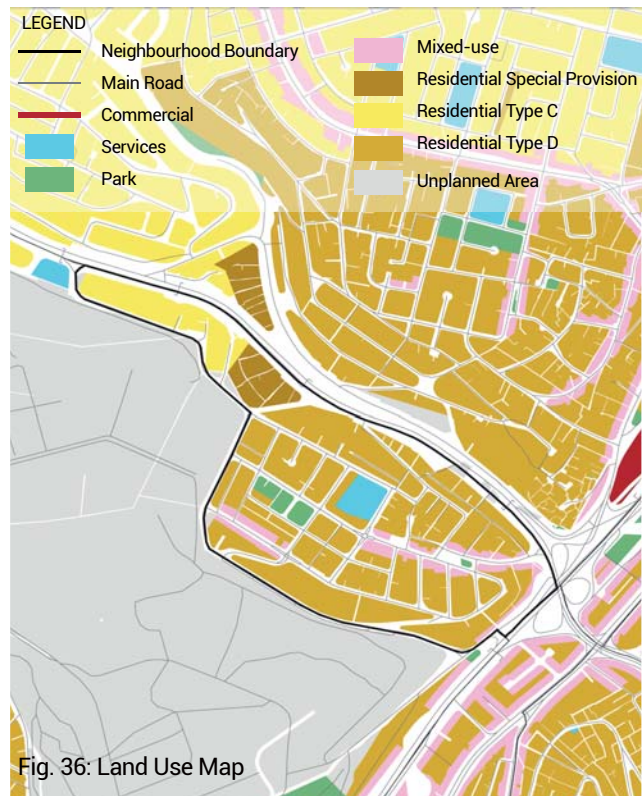 LEGEND
Neighbourhood Boundary
Main Road
Commercial
Services
Park
Mixed-use
Residential Special Provision
Residential Type C
Residential Type D
Unplanned Area
Fig. 36: Land Use Map